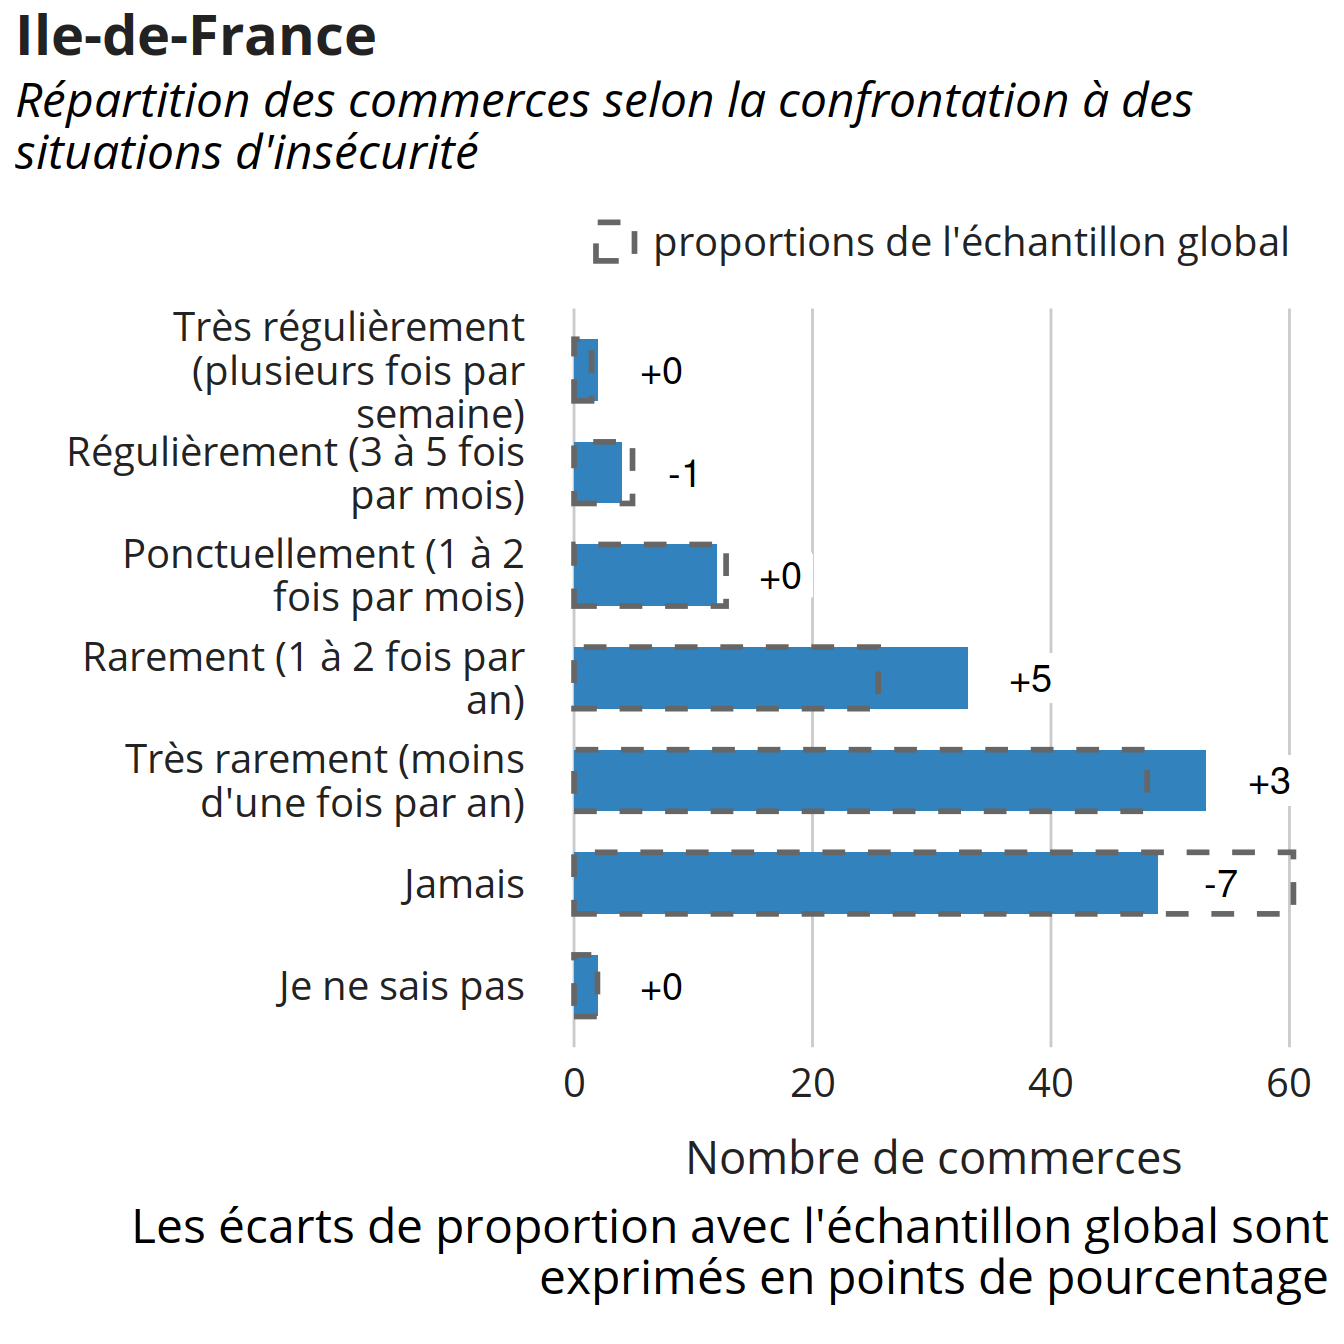 Ile-de-France
Répartition des commerces selon la confrontation à des
situations d'insécurité
proportions de l'échantillon global
Très régulièrement
(plusieurs fois par
semaine)
+0
Régulièrement (3 à 5 fois
par mois)
-1
Ponctuellement (1 à 2
fois par mois)
+0
Rarement (1 à 2 fois par
an)
+5
Très rarement (moins
d'une fois par an)
+3
Jamais
-7
Je ne sais pas
+0
0 20 40 60
Nombre de commerces
Les écarts de proportion avec l'échantillon global sont
exprimés en points de pourcentage